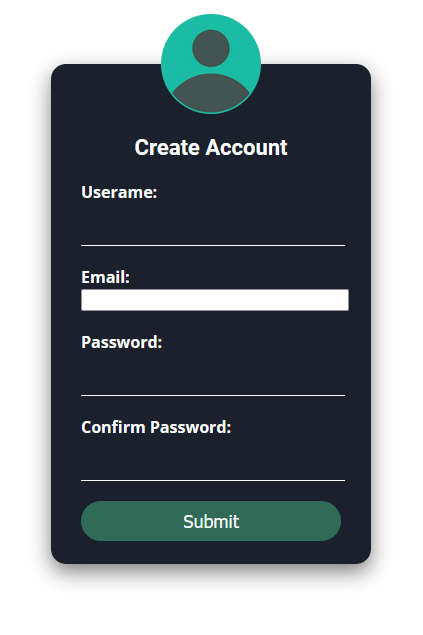 Create Account
Userame:
Email:
Password:
Confirm Password:
Submit